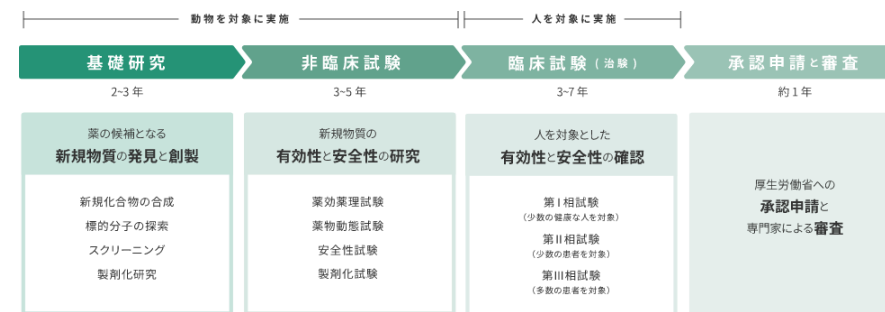 動物を対象に実施
人を対象に実施
基礎研究
非臨床試験
臨床試験(治験)
承認申請と審査
2~3 年
3~5 年
3~7 年
約1年
薬の候補となる
新規物質の発見と創製
新規化合物の合成
標的分子の探索
スクリーニング
製剤化研究
新規物質の
有効性と安全性の研究
薬効薬理試験
薬物動態試験
安全性試験
製剤化試験
人を対象とした
有効性と安全性の確認
第Ⅰ相試験
(少数の健康な人を対象)
第Ⅱ相試験
(少数の患者を対象)
第Ⅲ相試験
(多数の患者を対象)
厚生労働省への
承認申請と
専門家による審査